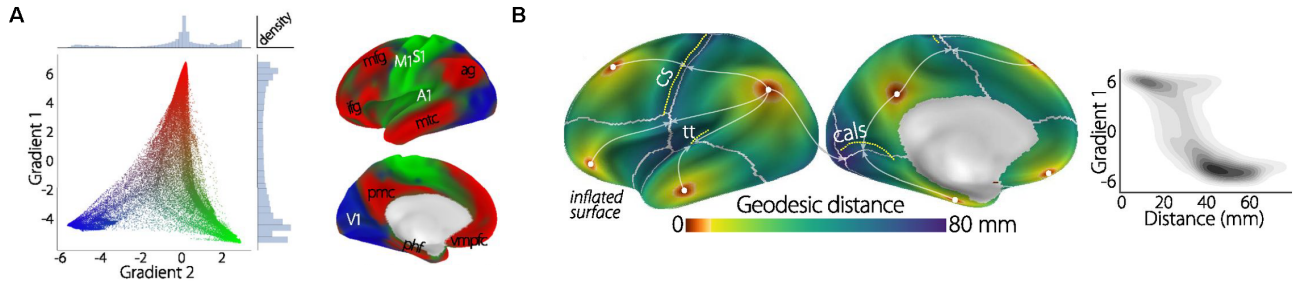 A
B
density
6
4
2
0
-2
-4
Gradient 1
-6
-4
-2
0
2
Gradient 2
mfg
M1
S1
ag
A1
ifg
mtc
pmc
V1
phf
vmpfc
cs
tt
cals
inflated
surface
Geodesic distance
0
80 mm
6
0
-6
Gradient 1
20
40
60
Distance (mm)